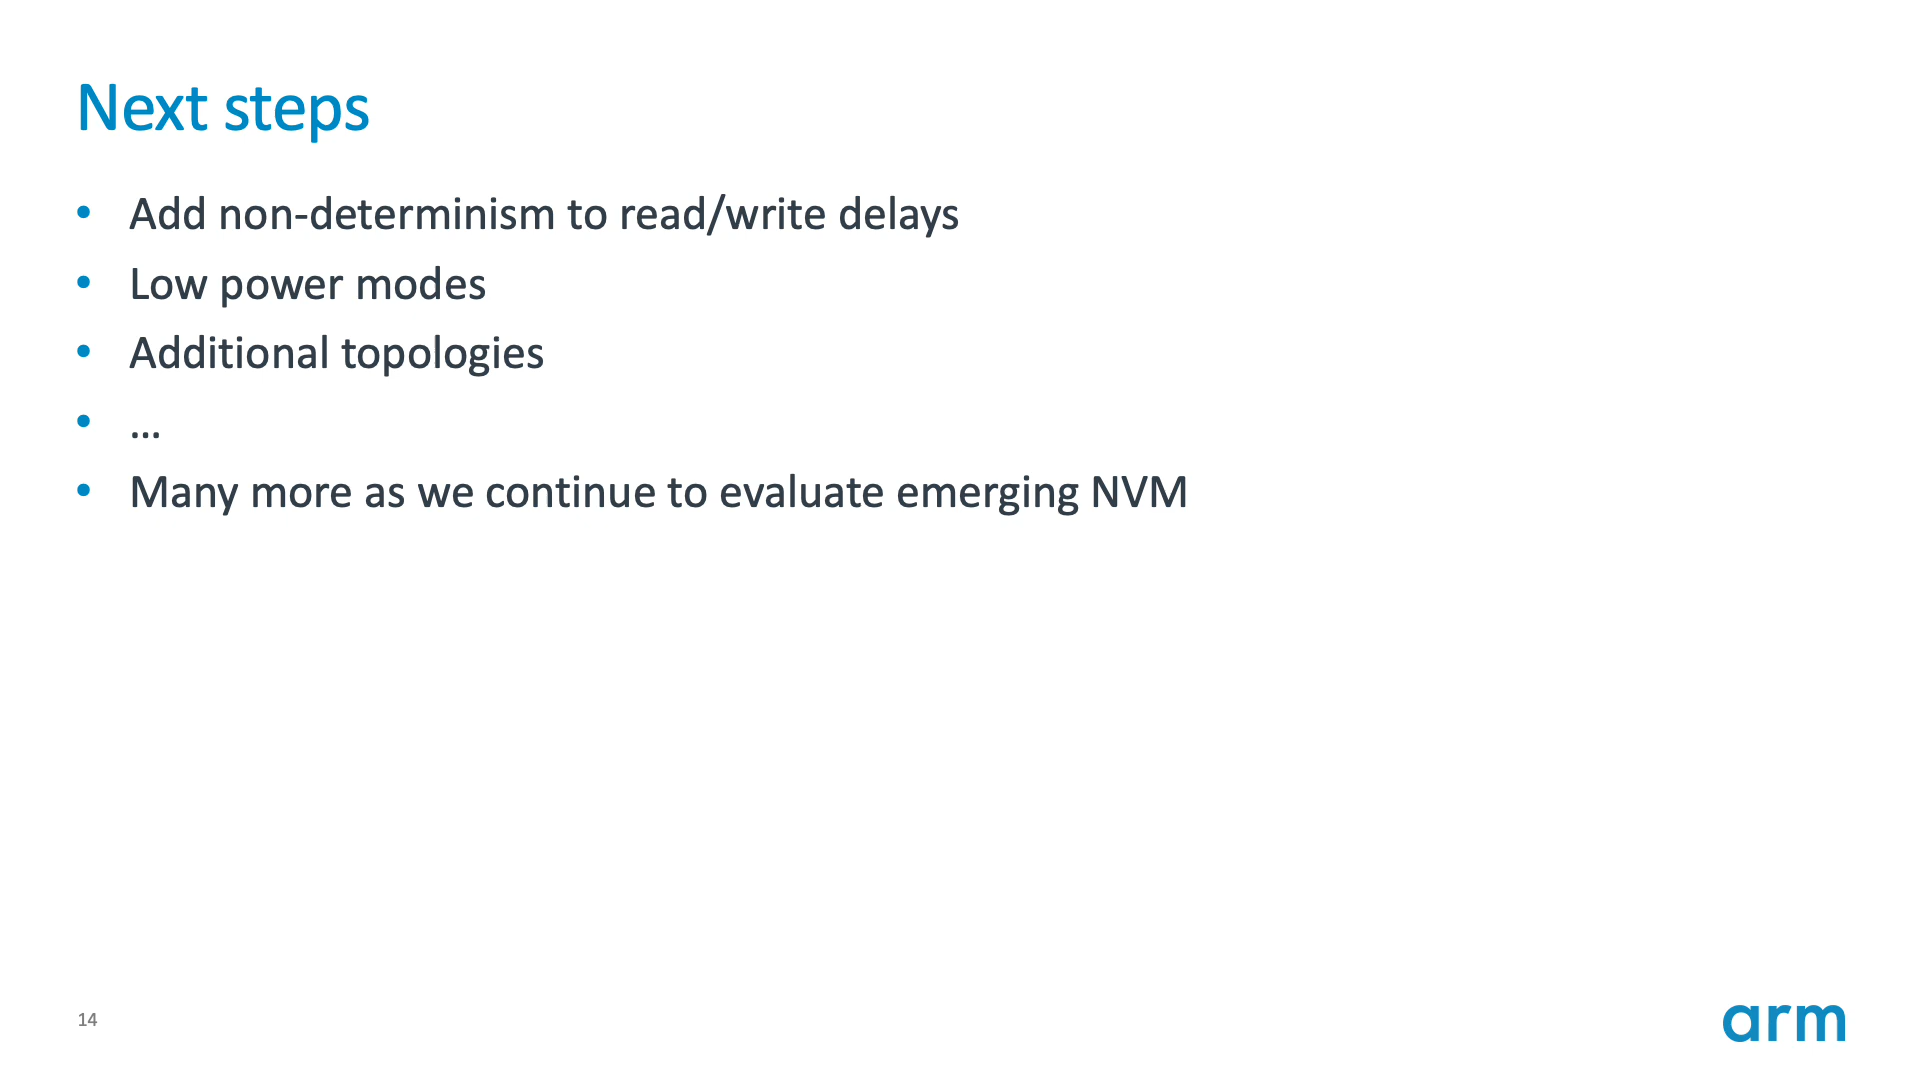 Next steps
• Add non-determinism to read/write delays
• Low power modes
• Additional topologies
• …
• Many more as we continue to evaluate emerging NVM
14
arm